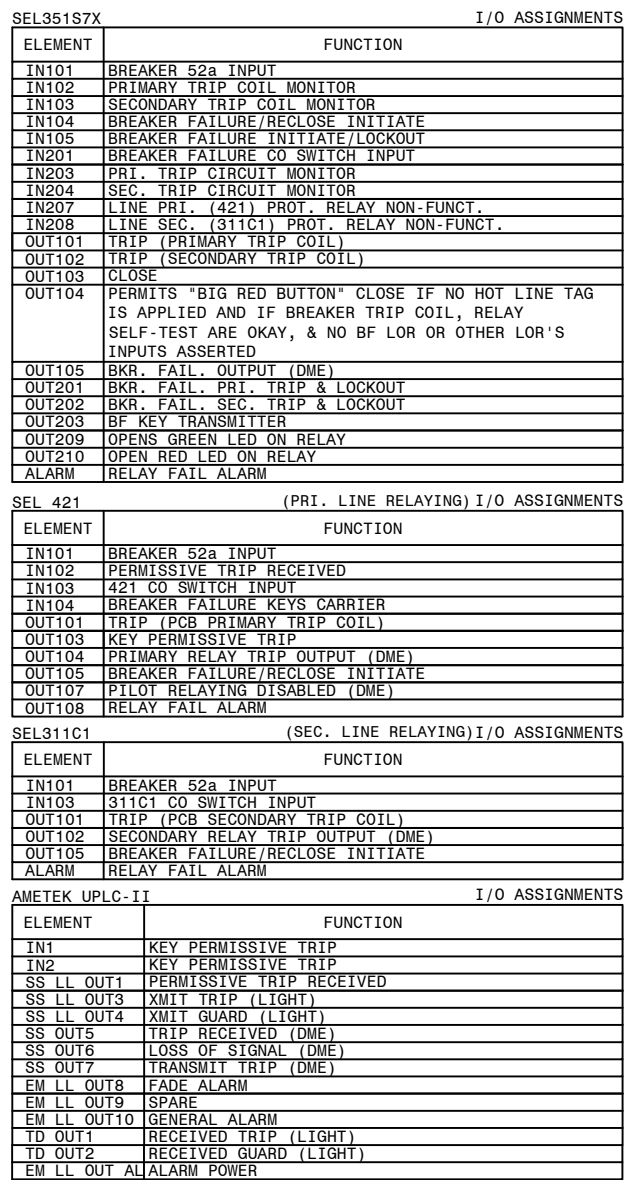 SEL351S7X I/O ASSIGNMENTS
ELEMENT FUNCTION
IN101 BREAKER 52a INPUT
IN102 PRIMARY TRIP COIL MONITOR
IN103 SECONDARY TRIP COIL MONITOR
IN104 BREAKER FAILURE/RECLOSE INITIATE
IN105 BREAKER FAILURE INITIATE/LOCKOUT
IN201 BREAKER FAILURE CO SWITCH INPUT
IN203 PRI. TRIP CIRCUIT MONITOR
IN204 SEC. TRIP CIRCUIT MONITOR
IN207 LINE PRI. (421) PROT. RELAY NON-FUNCT.
IN208 LINE SEC. (311C1) PROT. RELAY NON-FUNCT.
OUT101 TRIP (PRIMARY TRIP COIL)
OUT102 TRIP (SECONDARY TRIP COIL)
OUT103 CLOSE
OUT104 PERMITS "BIG RED BUTTON" CLOSE IF NO HOT LINE TAG
IS APPLIED AND IF BREAKER TRIP COIL, RELAY
SELF-TEST ARE OKAY, & NO BF LOR OR OTHER LOR'S
INPUTS ASSERTED
OUT105 BKR. FAIL. OUTPUT (DME)
OUT201 BKR. FAIL. PRI. TRIP & LOCKOUT
OUT202 BKR. FAIL. SEC. TRIP & LOCKOUT
OUT203 BF KEY TRANSMITTER
OUT209 OPENS GREEN LED ON RELAY
OUT210 OPEN RED LED ON RELAY
ALARM RELAY FAIL ALARM
SEL 421 (PRI. LINE RELAYING) I/O ASSIGNMENTS
ELEMENT FUNCTION
IN101 BREAKER 52a INPUT
IN102 PERMISSIVE TRIP RECEIVED
IN103 421 CO SWITCH INPUT
IN104 BREAKER FAILURE KEYS CARRIER
OUT101 TRIP (PCB PRIMARY TRIP COIL)
OUT103 KEY PERMISSIVE TRIP
OUT104 PRIMARY RELAY TRIP OUTPUT (DME)
OUT105 BREAKER FAILURE/RECLOSE INITIATE
OUT107 PILOT RELAYING DISABLED (DME)
OUT108 RELAY FAIL ALARM
SEL311C1 (SEC. LINE RELAYING) I/O ASSIGNMENTS
ELEMENT FUNCTION
IN101 BREAKER 52a INPUT
IN103 311C1 CO SWITCH INPUT
OUT101 TRIP (PCB SECONDARY TRIP COIL)
OUT102 SECONDARY RELAY TRIP OUTPUT (DME)
OUT105 BREAKER FAILURE/RECLOSE INITIATE
ALARM RELAY FAIL ALARM
AMETEK UPLC-II I/O ASSIGNMENTS
ELEMENT FUNCTION
IN1 KEY PERMISSIVE TRIP
IN2 KEY PERMISSIVE TRIP
SS LL OUT1 PERMISSIVE TRIP RECEIVED
SS LL OUT3 XMIT TRIP (LIGHT)
SS LL OUT4 XMIT GUARD (LIGHT)
SS OUT5 TRIP RECEIVED (DME)
SS OUT6 LOSS OF SIGNAL (DME)
SS OUT7 TRANSMIT TRIP (DME)
EM LL OUT8 FADE ALARM
EM LL OUT9 SPARE
EM LL OUT10 GENERAL ALARM
TD OUT1 RECEIVED TRIP (LIGHT)
TD OUT2 RECEIVED GUARD (LIGHT)
EM LL OUT AL ALARM POWER